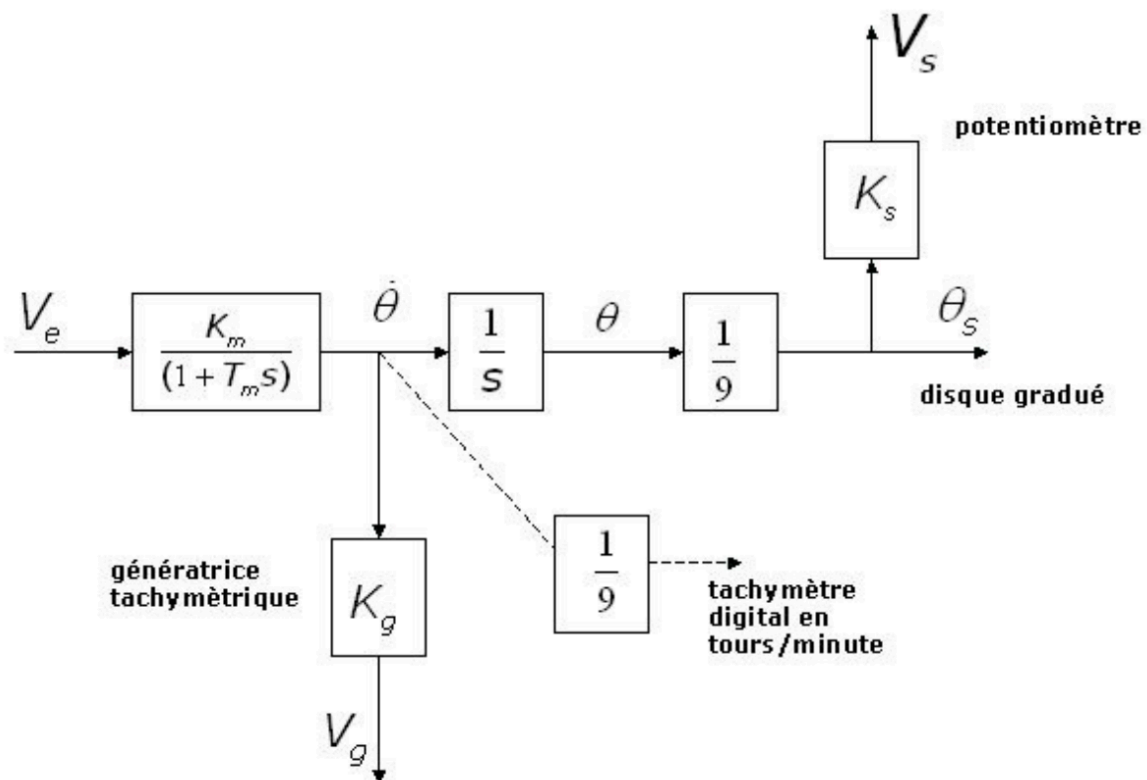 V_s
potentiomètre
K_s
V_e
K_m
(1 + T_m s)
θ̇
1
s
θ
1
9
θ_s
disque gradué
génératrice
tachymètrique
K_g
1
9
tachymètre
digital en
tours/minute
V_g